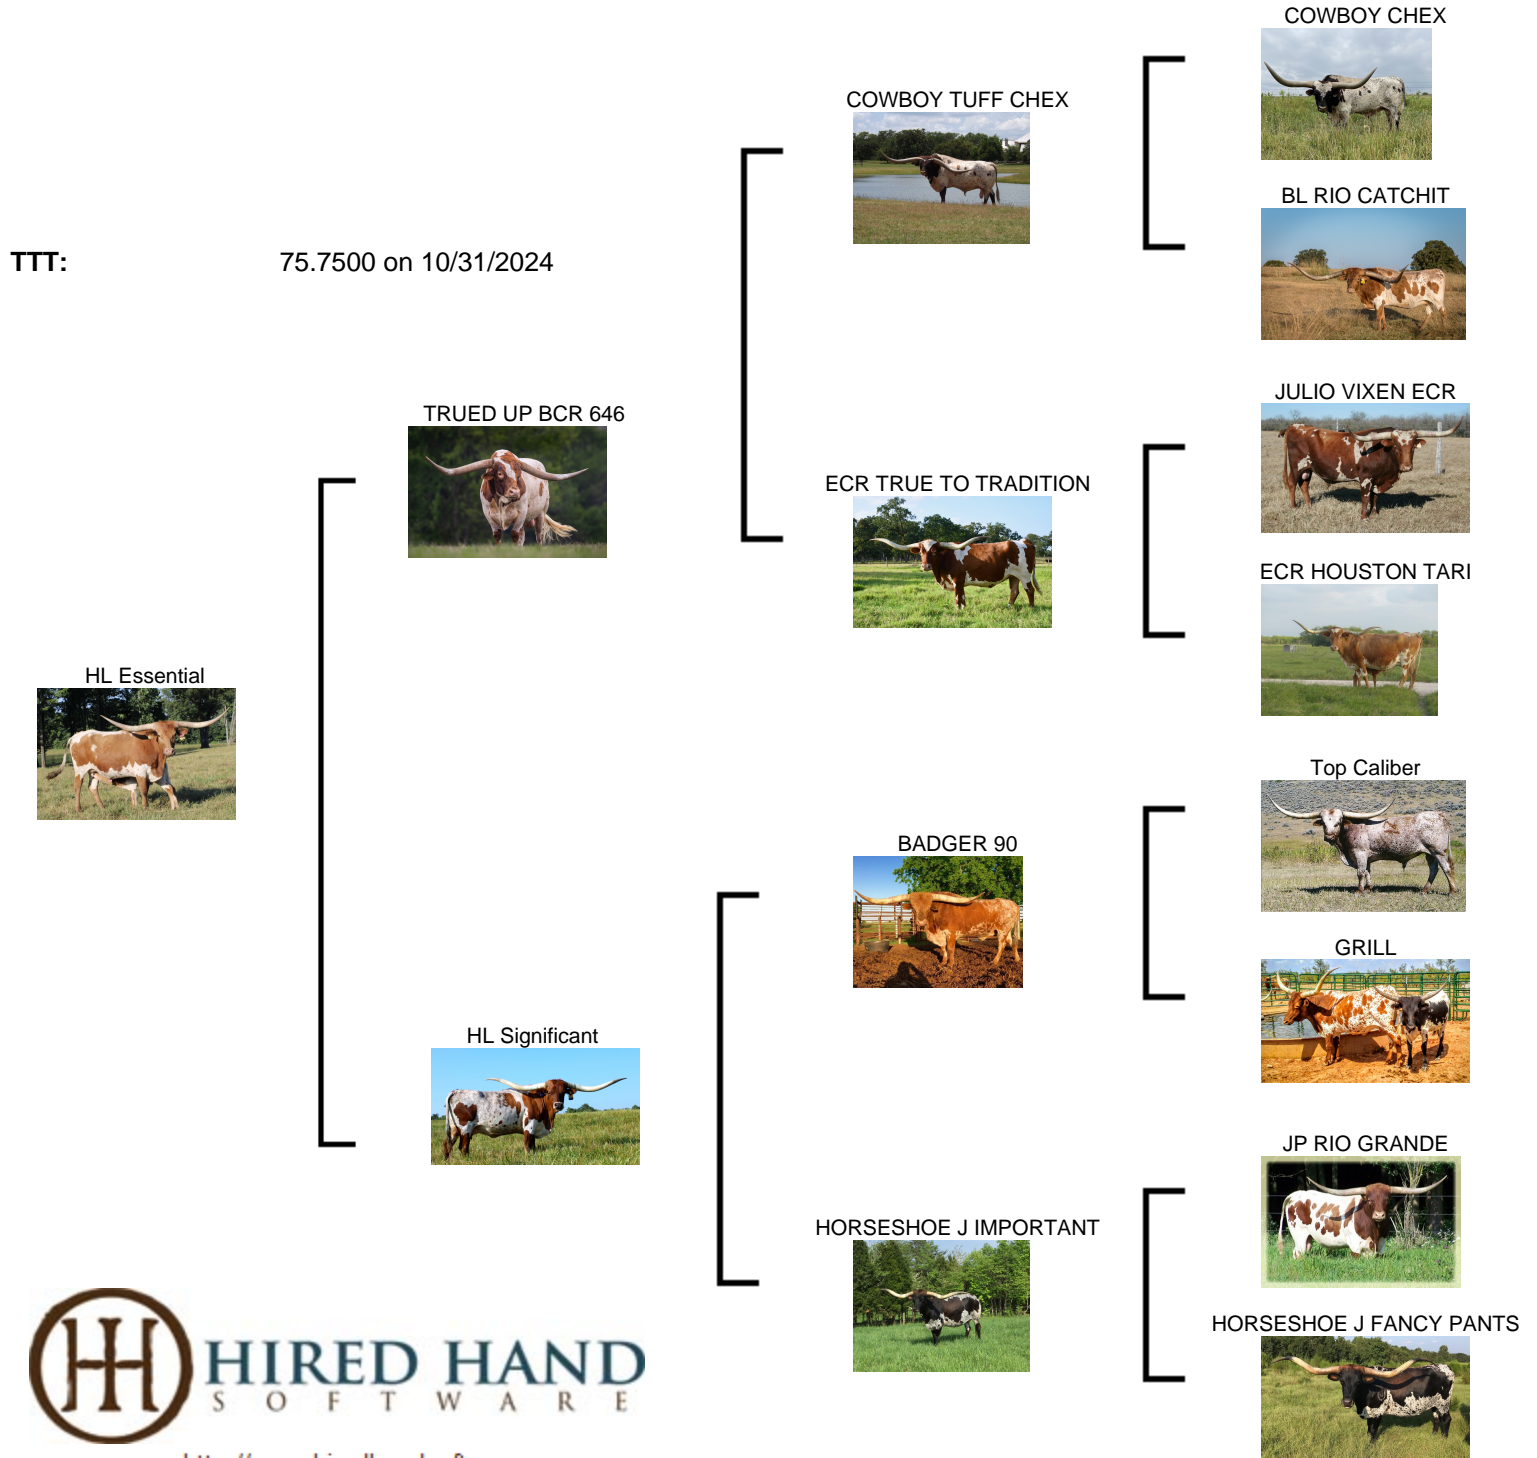 COWBOY CHEX
COWBOY TUFF CHEX
BL RIO CATCHIT
TTT: 75.7500 on 10/31/2024
JULIO VIXEN ECR
TRUED UP BCR 646
ECR TRUE TO TRADITION
ECR HOUSTON TARI
HL Essential
Top Caliber
BADGER 90
GRILL
HL Significant
JP RIO GRANDE
HORSESHOE J IMPORTANT
HORSESHOE J FANCY PANTS
HIRED HAND
SOFTWARE